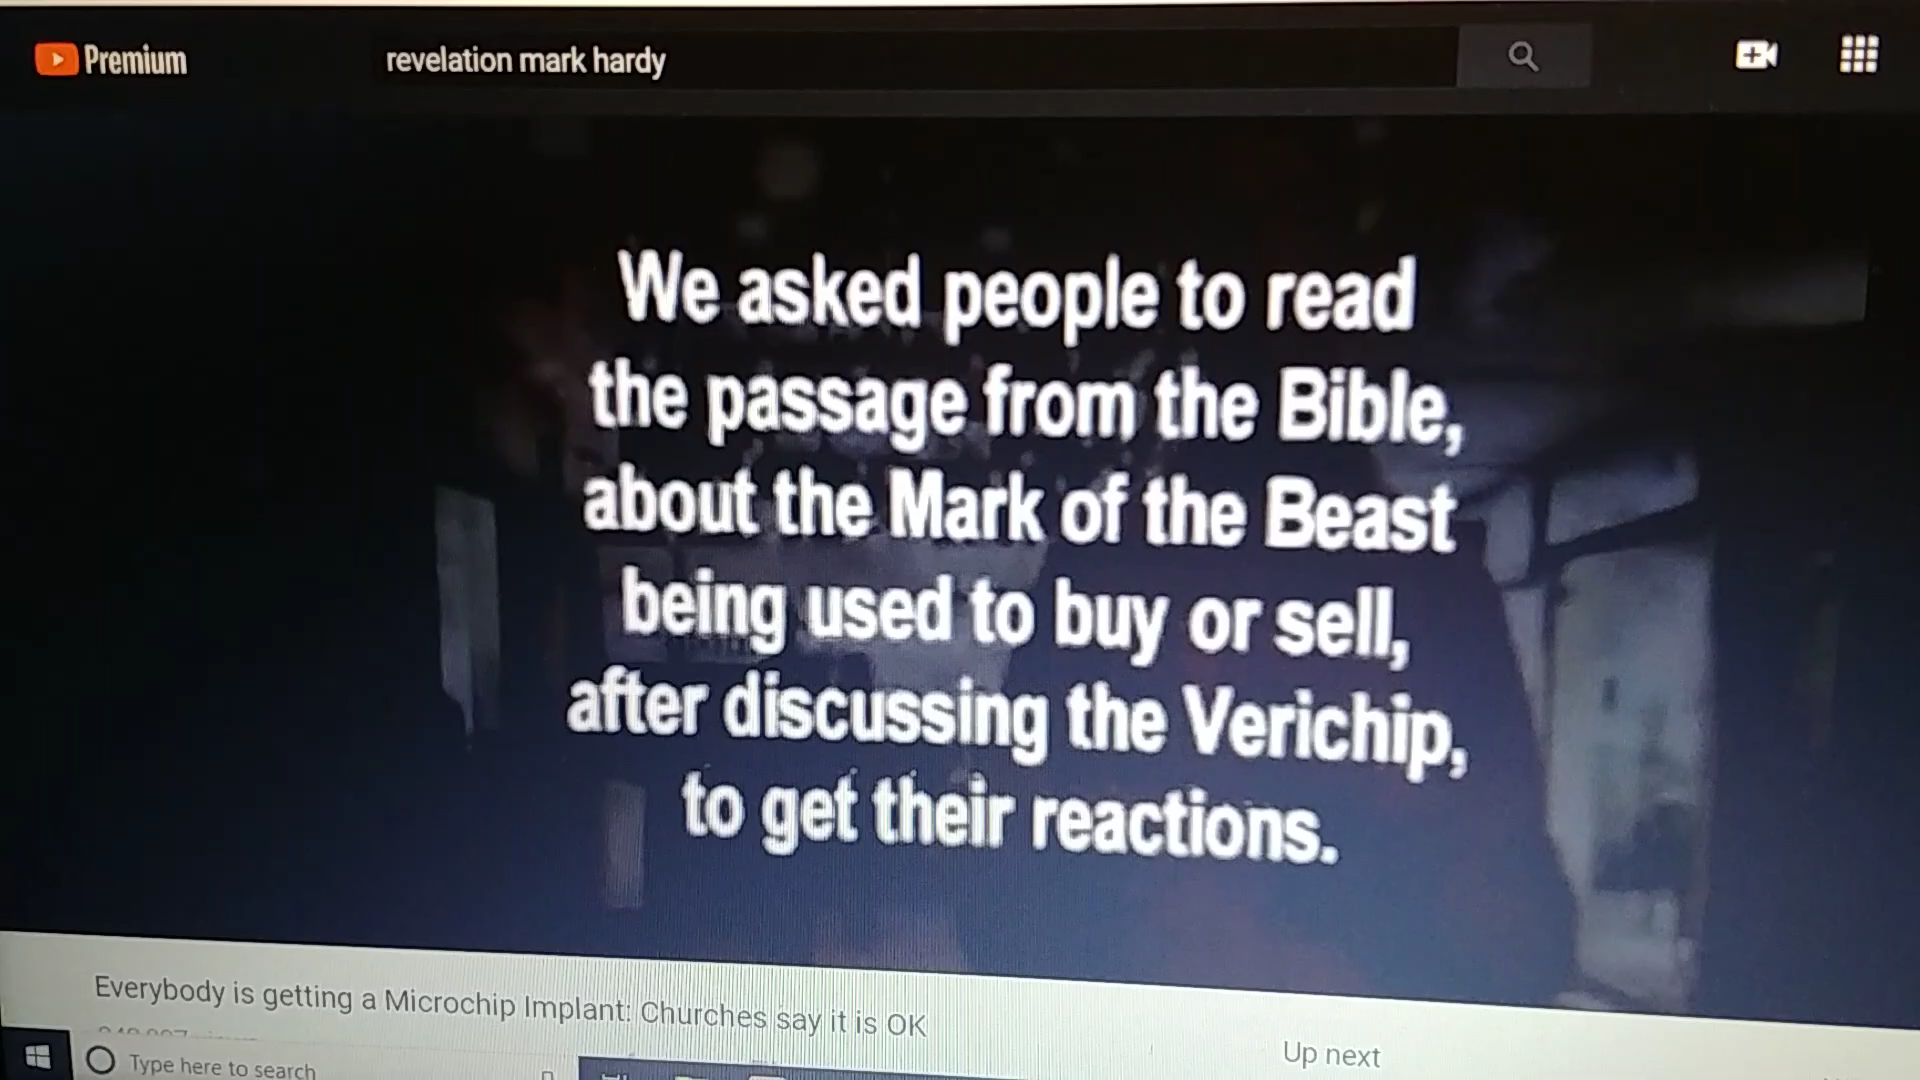 Premium
revelation mark hardy
We asked people to read
the passage from the Bible,
about the Mark of the Beast
being used to buy or sell,
after discussing the Verichip,
to get their reactions.
Everybody is getting a Microchip Implant: Churches say it is OK
Up next
Type here to search